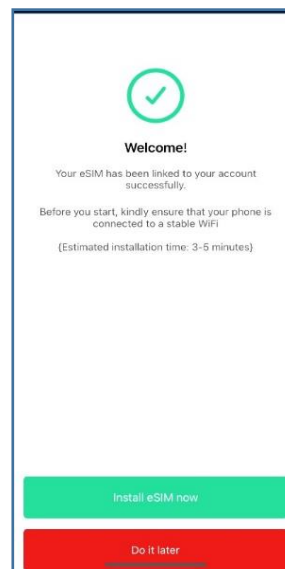 Welcome!
Your eSIM has been linked to your account
successfully.
Before you start, kindly ensure that your phone is
connected to a stable WiFi
(Estimated installation time: 3-5 minutes)
Install eSIM now
Do it later